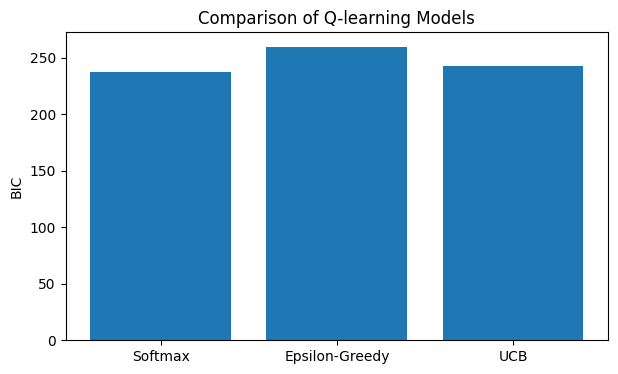 Comparison of Q-learning Models
BIC
250
200
150
100
50
0
Softmax
Epsilon-Greedy
UCB